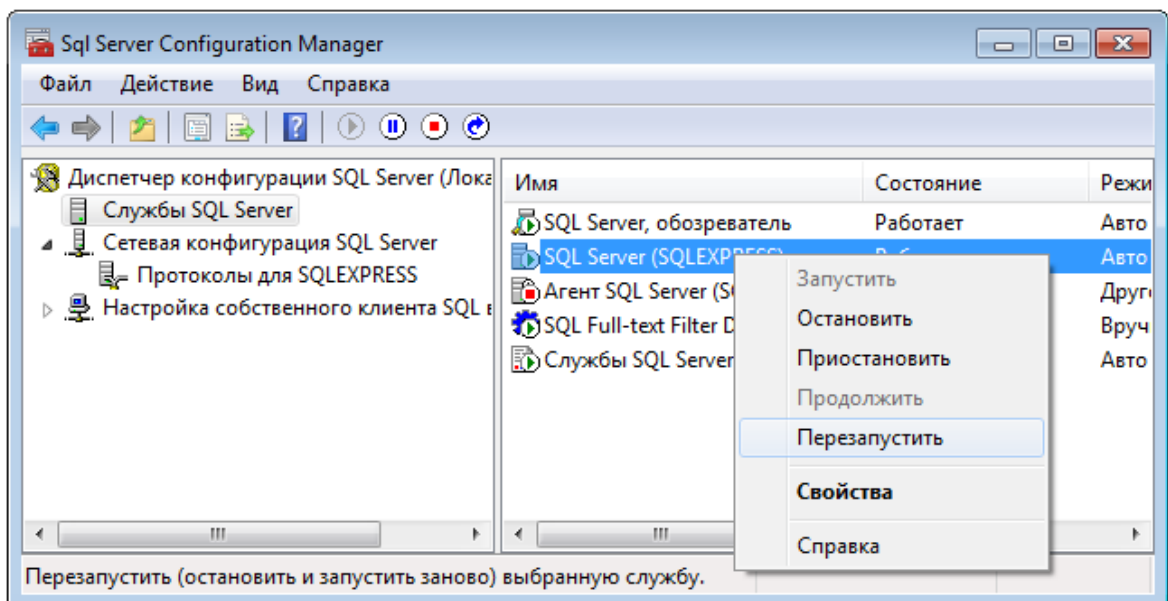 Sql Server Configuration Manager
Файл Действие Вид Справка
Диспетчер конфигурации SQL Server (Лока
Службы SQL Server
Сетевая конфигурация SQL Server
Протоколы для SQLEXPRESS
Настройка собственного клиента SQL в
Имя Состояние Режи
SQL Server, обозреватель Работает Авто
SQL Server (SQLEXPRESS) Авто
Агент SQL Server (S Друг
SQL Full-text Filter D Вруч
Службы SQL Server Авто
Запустить
Остановить
Приостановить
Продолжить
Перезапустить
Свойства
Справка
Перезапустить (остановить и запустить заново) выбранную службу.